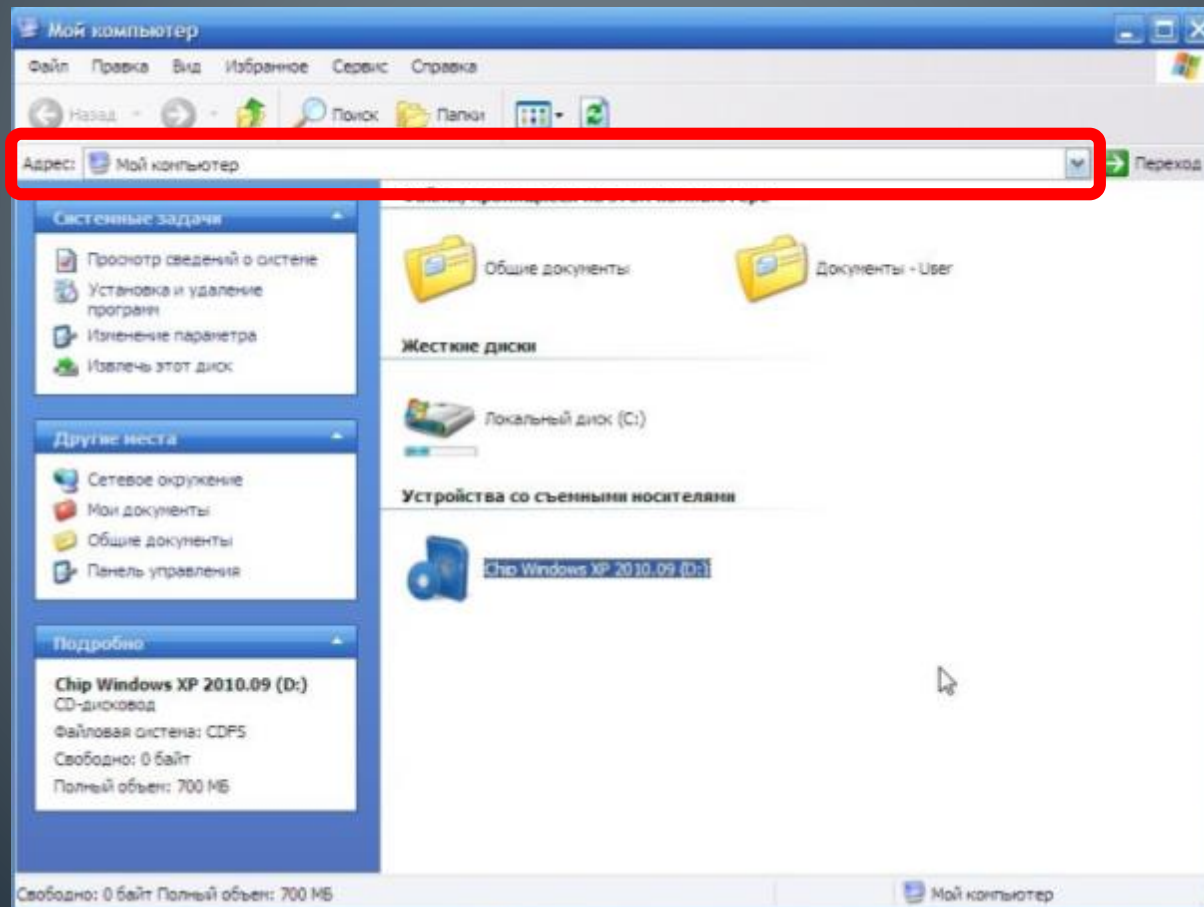 Мой компьютер
Файл Правка Вид Избранное Сервис Справка
Назад Поиск Папки
Адрес: Мой компьютер Переход
Системные задачи
Просмотр сведений о системе
Установка и удаление
программ
Изменение параметра
Извлечь этот диск
Другие места
Сетевое окружение
Мои документы
Общие документы
Панель управления
Подробно
Chip Windows XP 2010.09 (D:)
CD-дисковод
Файловая система: CDFS
Свободно: 0 байт
Полный объем: 700 МБ
Общие документы Документы - User
Жесткие диски
Локальный диск (C:)
Устройства со съемными носителями
Chip Windows XP 2010.09 (D:)
Свободно: 0 байт Полный объем: 700 МБ Мой компьютер